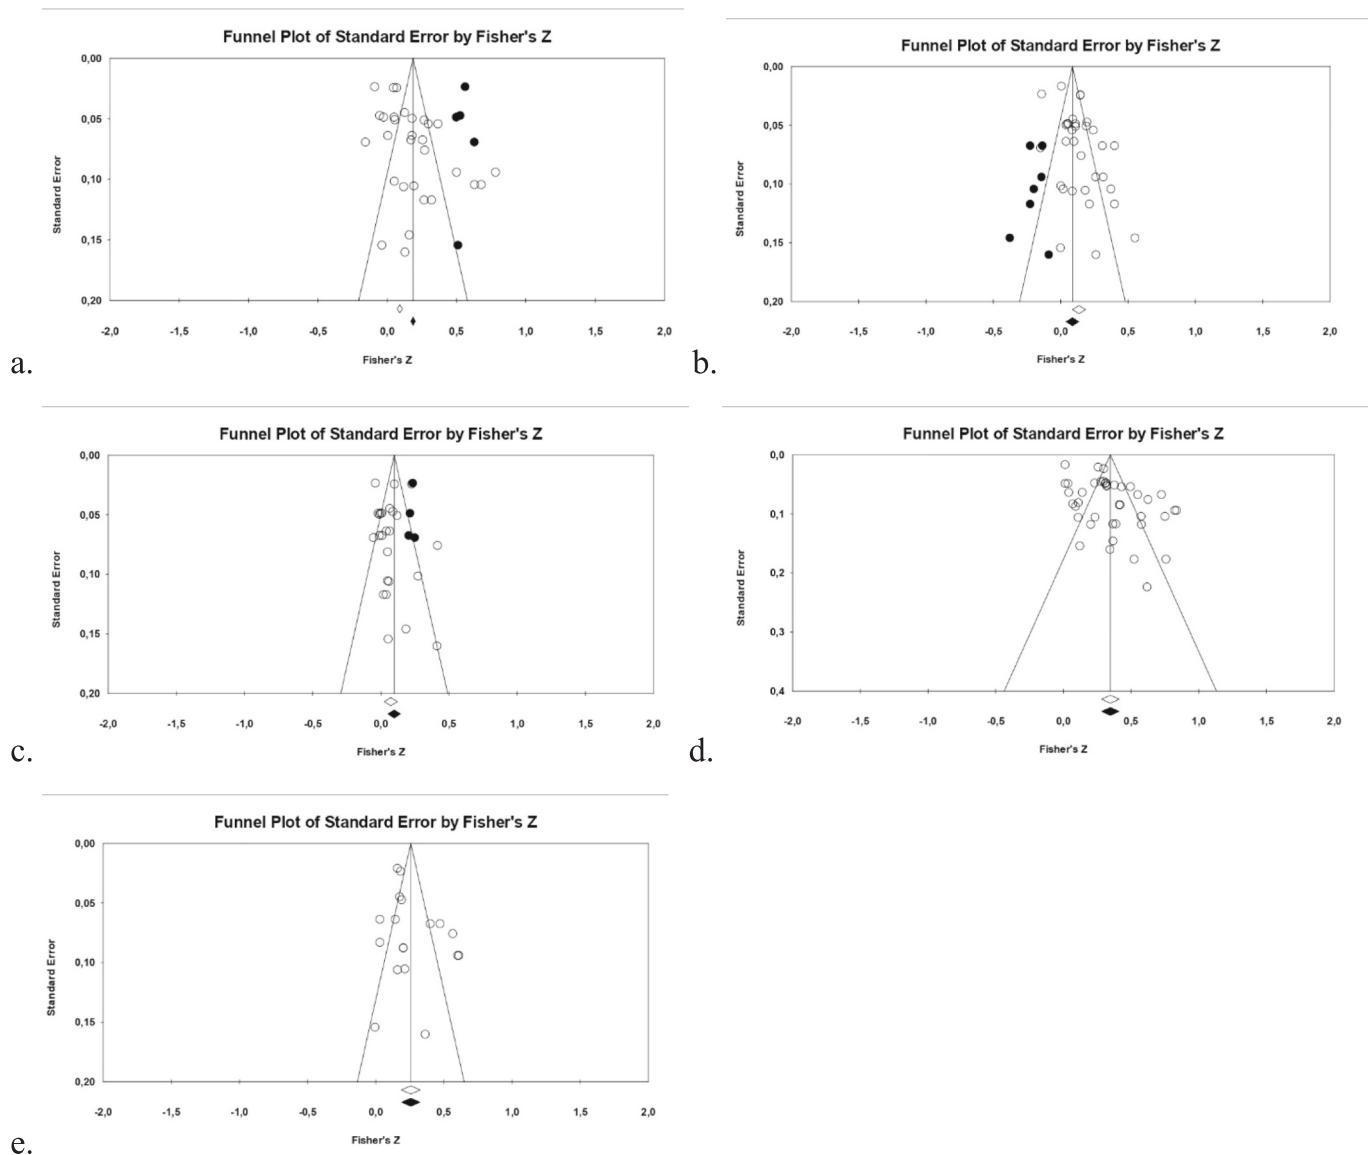 Funnel Plot of Standard Error by Fisher's Z
0,00
0,05
0,10
0,15
0,20
Standard Error
-2,0 -1,5 -1,0 -0,5 0,0 0,5 1,0 1,5 2,0
Fisher's Z
a.
Funnel Plot of Standard Error by Fisher's Z
0,00
0,05
0,10
0,15
0,20
Standard Error
-2,0 -1,5 -1,0 -0,5 0,0 0,5 1,0 1,5 2,0
Fisher's Z
b.
Funnel Plot of Standard Error by Fisher's Z
0,00
0,05
0,10
0,15
0,20
Standard Error
-2,0 -1,5 -1,0 -0,5 0,0 0,5 1,0 1,5 2,0
Fisher's Z
c.
Funnel Plot of Standard Error by Fisher's Z
0,0
0,1
0,2
0,3
0,4
Standard Error
-2,0 -1,5 -1,0 -0,5 0,0 0,5 1,0 1,5 2,0
Fisher's Z
d.
Funnel Plot of Standard Error by Fisher's Z
0,00
0,05
0,10
0,15
0,20
Standard Error
-2,0 -1,5 -1,0 -0,5 0,0 0,5 1,0 1,5 2,0
Fisher's Z
e.